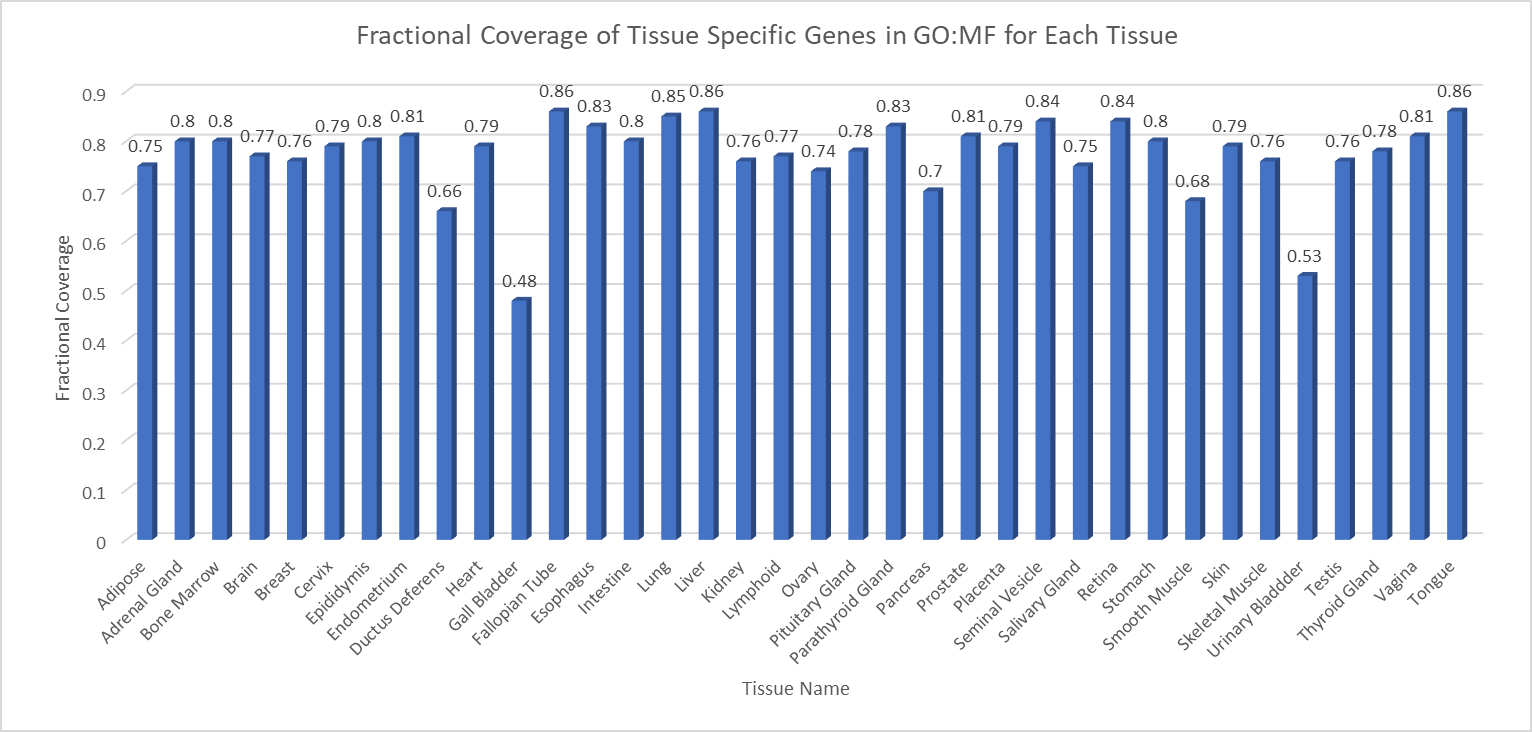 Fractional Coverage of Tissue Specific Genes in GO:MF for Each Tissue
Fractional Coverage
0.9
0.8
0.7
0.6
0.5
0.4
0.3
0.2
0.1
0
0.75
0.8
0.8
0.77
0.76
0.79
0.8
0.81
0.66
0.79
0.48
0.86
0.83
0.8
0.85
0.86
0.76
0.77
0.74
0.78
0.83
0.7
0.81
0.79
0.84
0.75
0.84
0.8
0.68
0.79
0.76
0.53
0.76
0.78
0.81
0.86
Adipose
Adrenal Gland
Bone Marrow
Brain
Breast
Cervix
Epididymis
Endometrium
Ductus Deferens
Heart
Gall Bladder
Fallopian Tube
Esophagus
Intestine
Lung
Liver
Kidney
Lymphoid
Ovary
Pituitary Gland
Parathyroid Gland
Pancreas
Prostate
Placenta
Seminal Vesicle
Salivary Gland
Retina
Stomach
Smooth Muscle
Skin
Skeletal Muscle
Urinary Bladder
Testis
Thyroid Gland
Vagina
Tongue
Tissue Name